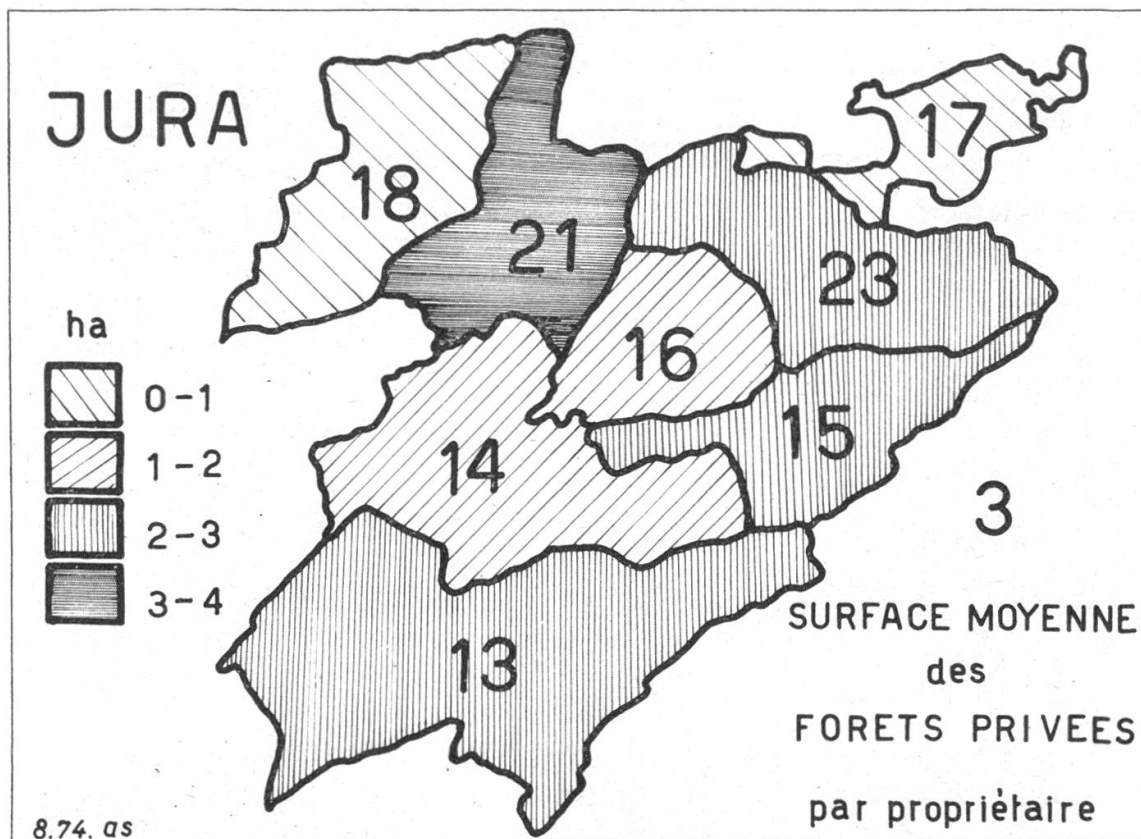 JURA
17
18
21
23
ha
16
0-1
15
1-2
14
3
2-3
3-4
SURFACE MOYENNE
13
des
FORETS PRIVEES
par propriétaire
8.74. as